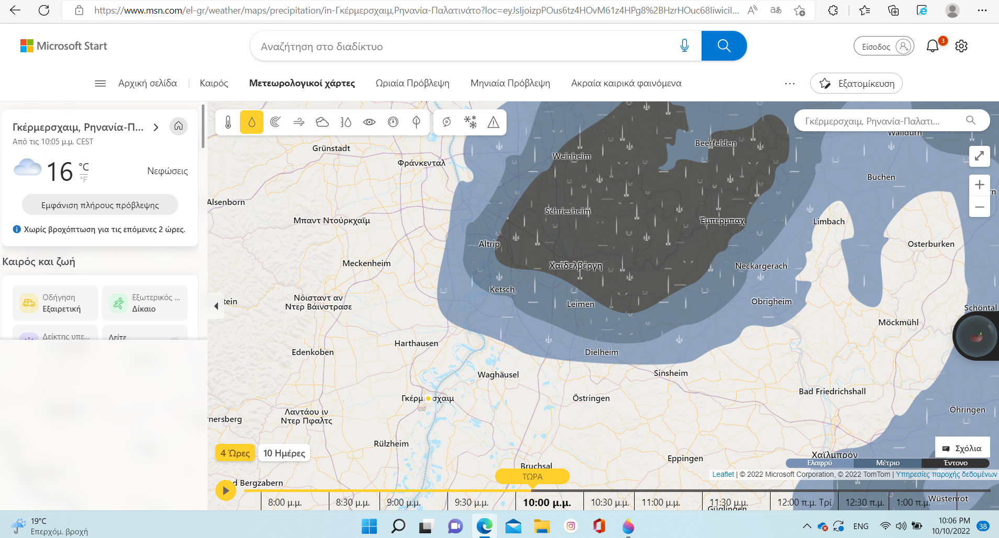 https://www.msn.com/el-gr/weather/maps/precipitation/in-Γκέρμερσχαιμ,Ρηνανία-Παλατινάτο?loc=eyJsIjoizpPOus6tz4HOvM61z4HPg8%2BHzrHOuc68IiwiciI...
Microsoft Start
Αναζήτηση στο διαδίκτυο
Είσοδος
3
Αρχική σελίδα
Καιρός
Μετεωρολογικοί χάρτες
Ωριαία Πρόβλεψη
Μηνιαία Πρόβλεψη
Ακραία καιρικά φαινόμενα
Εξατομίκευση
Γκέρμερσχαιμ, Ρηνανία-Π...
Από τις 10:05 μ.μ. CEST
16 °C
°F
Νεφώσεις
Εμφάνιση πλήρους πρόβλεψης
Χωρίς βροχόπτωση για τις επόμενες 2 ώρες.
Καιρός και ζωή
Οδήγηση
Εξαιρετική
Εξωτερικός ...
Δίκαιο
Δείκτης υπε...
Δείτε
Γκέρμερσχαιμ, Ρηνανία-Παλατι...
Walldürn
Beerfelden
Grünstadt
Weinheim
Φράνκενταλ
Buchen
rn
Alsenborn
Schriesheim
Μπαντ Ντούρκχαϊμ
Έμπερμπαχ
Limbach
Altrip
Osterburken
Meckenheim
Χαϊδελβέργη
Neckargerach
Ketsch
tein
Νόισταντ αν
Ντερ Βάινστρασε
Leimen
Obrigheim
Schöntal
Möckmühl
Harthausen
Edenkoben
Dielheim
Waghäusel
Sinsheim
Bad Friedrichshall
Γκέρμ σχαιμ
Östringen
Öhringen
Λαντάου ιν
Ντερ Πφαλτς
rnersberg
Rülzheim
Σχόλια
4 Ώρες
10 Ημέρες
Eppingen
Χαϊλμπρόν
Bruchsal
Ελαφρύ
Μέτριο
Έντονο
Leaflet | © 2022 Microsoft Corporation, © 2022 TomTom | Υπηρεσίες παροχής δεδομένων
ΤΩΡΑ
d Bergzabern
Wüstenrot
8:00 μ.μ.
8:30 μ.μ.
9:00 μ.μ.
9:30 μ.μ.
10:00 μ.μ.
10:30 μ.μ.
11:00 μ.μ.
11:30 μ.μ.
12:00 π.μ. Τρί
12:30 π.μ.
1:00 π.μ.
Güglingen
19°C
Επερχόμ. βροχή
ENG
10:06 PM
10/10/2022
38